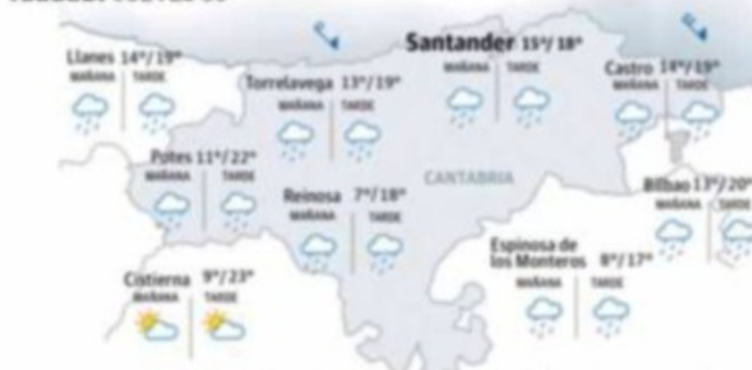 Llanes 14°/19°
MAÑANA TARDE
Torrelavega 13°/19°
MAÑANA TARDE
Santander 15°/18°
MAÑANA TARDE
Castro 14°/19°
MAÑANA TARDE
Potes 11°/22°
MAÑANA TARDE
Reinosa 7°/18°
MAÑANA TARDE
CANTABRIA
Bilbao 13°/20°
MAÑANA TARDE
Espinosa de
los Monteros 8°/17°
MAÑANA TARDE
Cistierna 9°/23°
MAÑANA TARDE